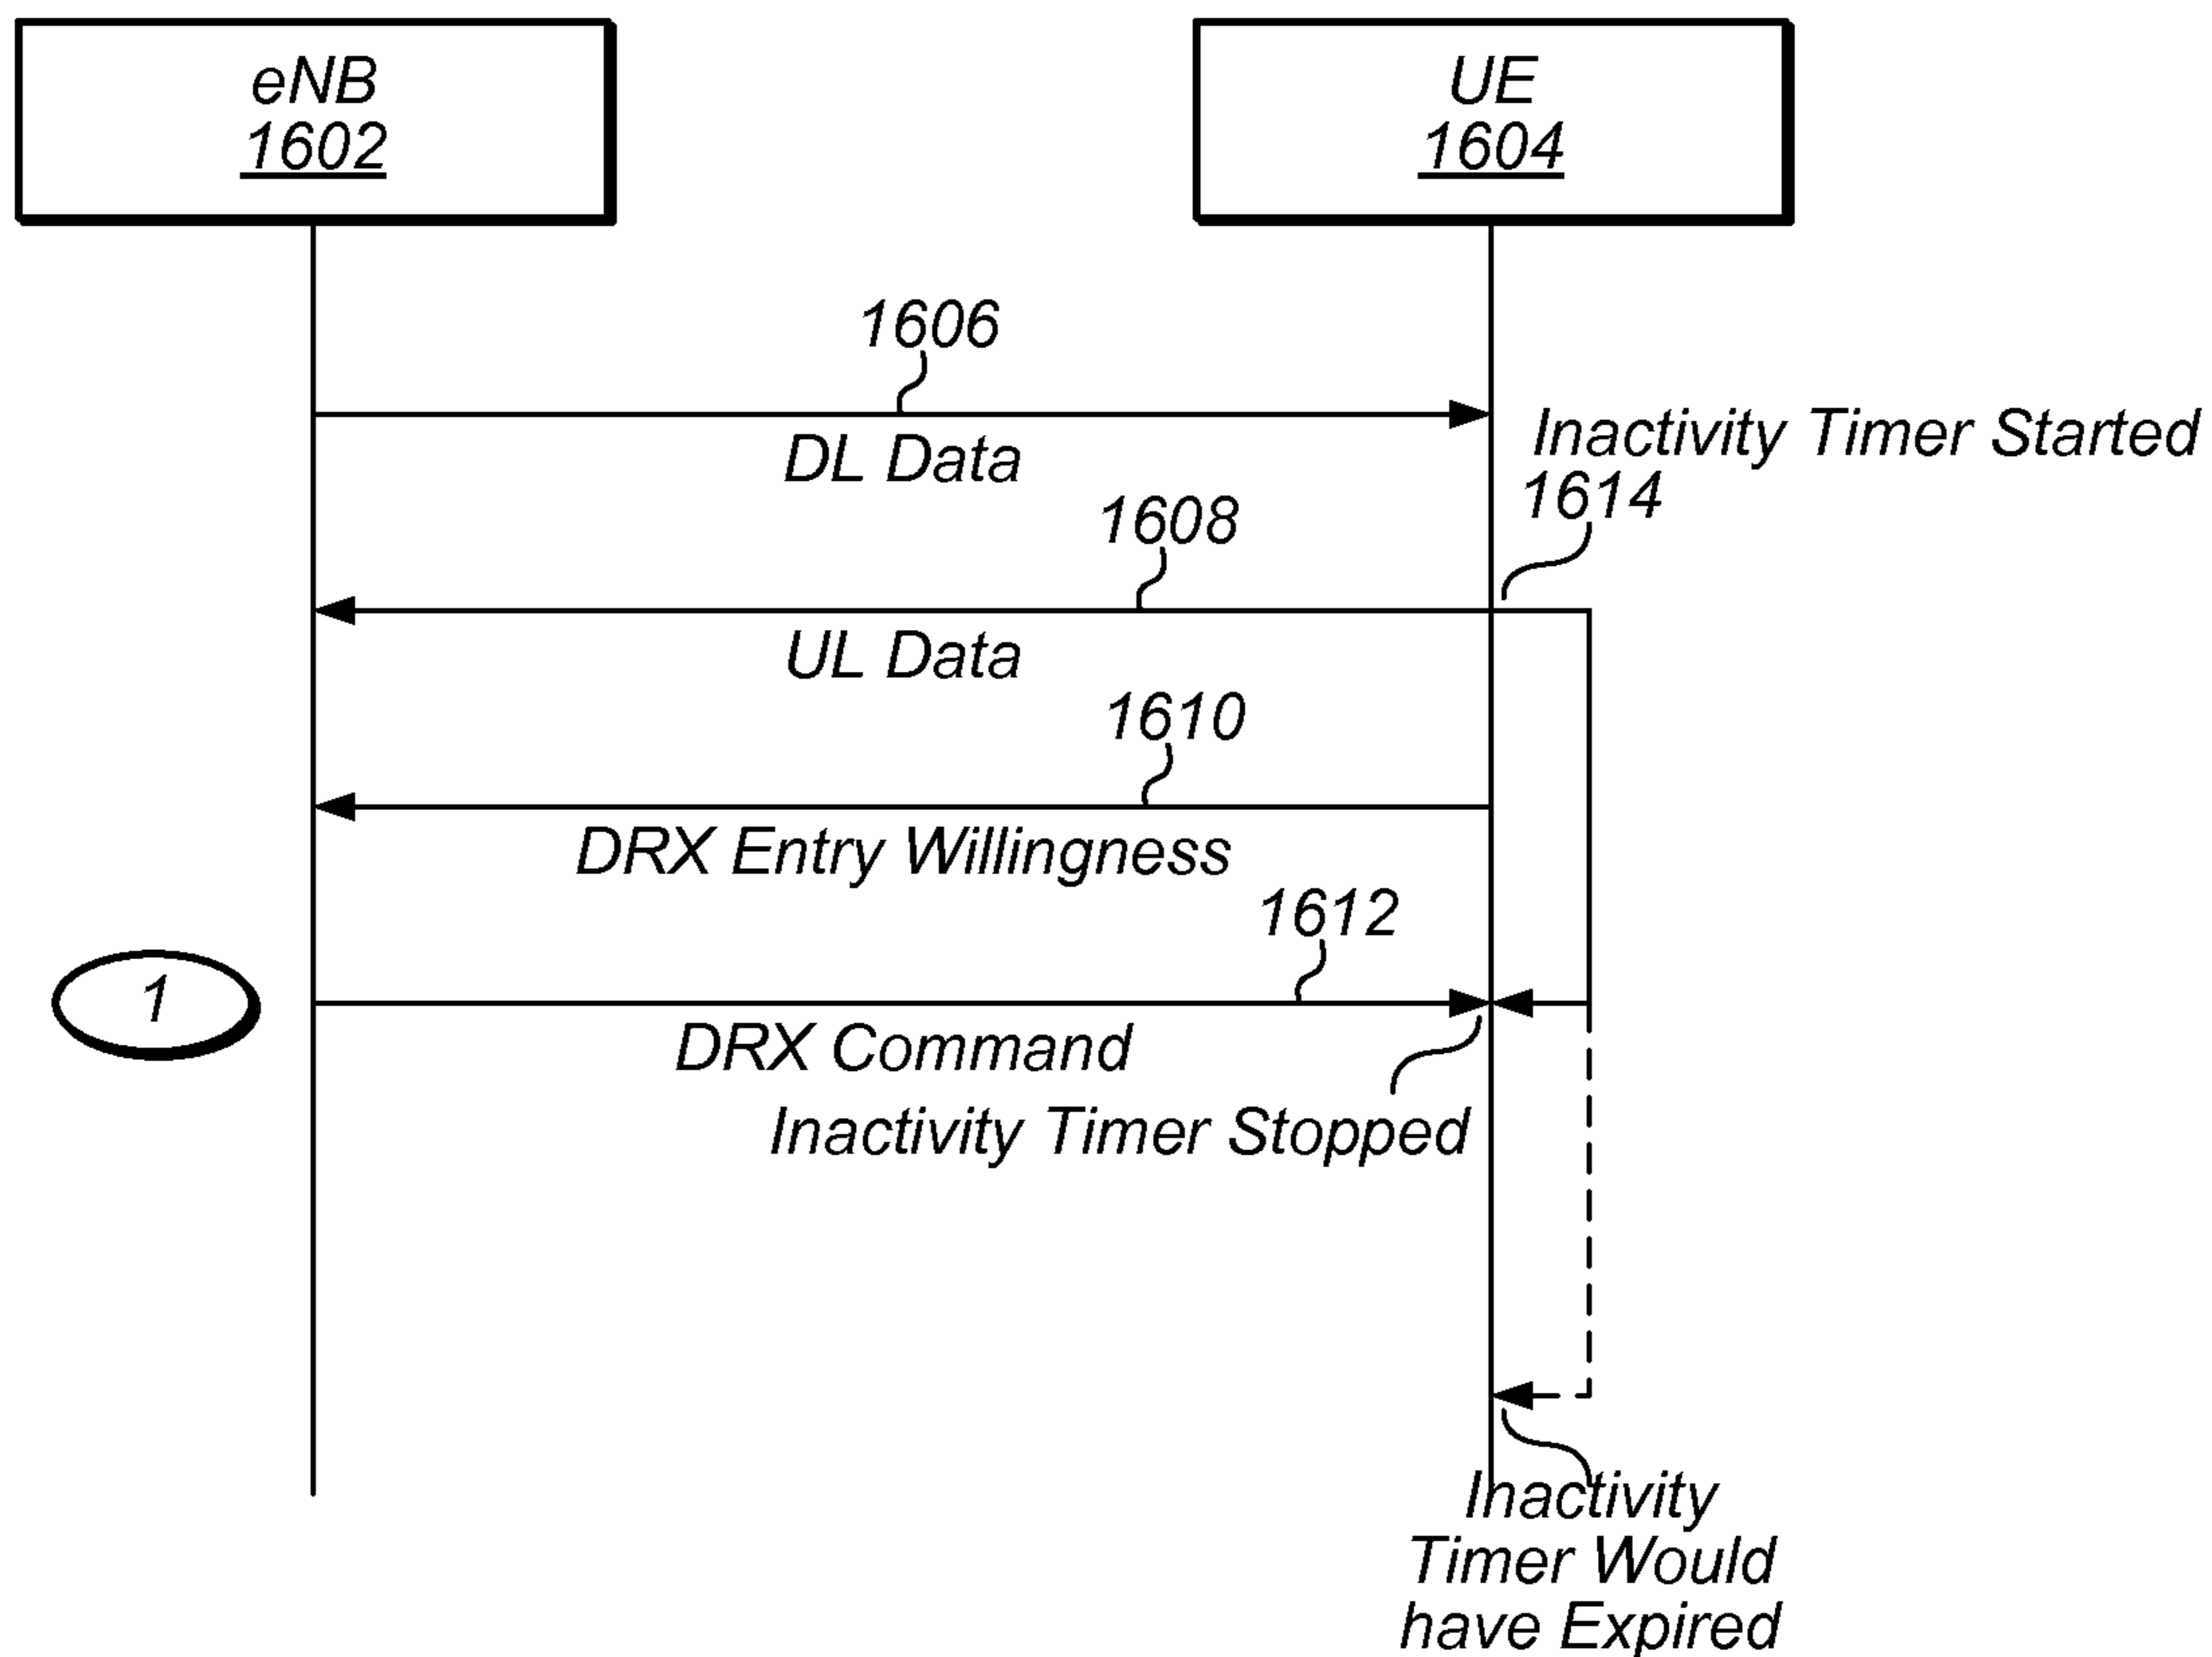 eNB
1602
UE
1604
1606
DL Data
Inactivity Timer Started
1614
1608
UL Data
1610
DRX Entry Willingness
1612
1
DRX Command
Inactivity Timer Stopped
Inactivity
Timer Would
have Expired